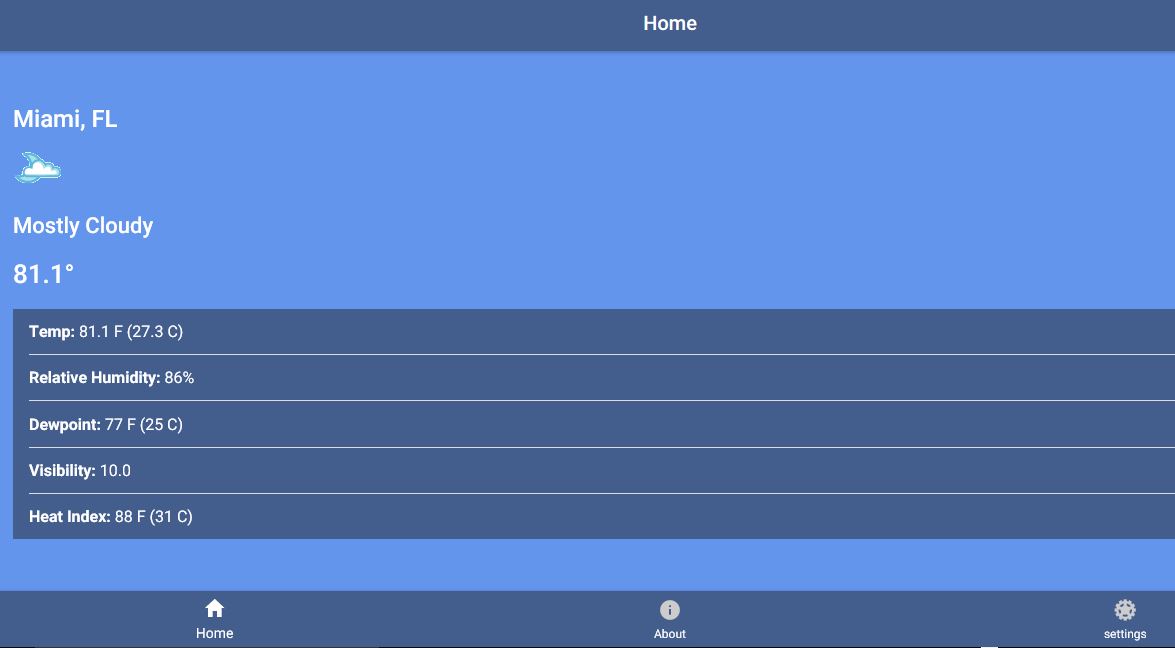 Home
Miami, FL
Mostly Cloudy
81.1°
Temp: 81.1 F (27.3 C)
Relative Humidity: 86%
Dewpoint: 77 F (25 C)
Visibility: 10.0
Heat Index: 88 F (31 C)
Home
About
settings